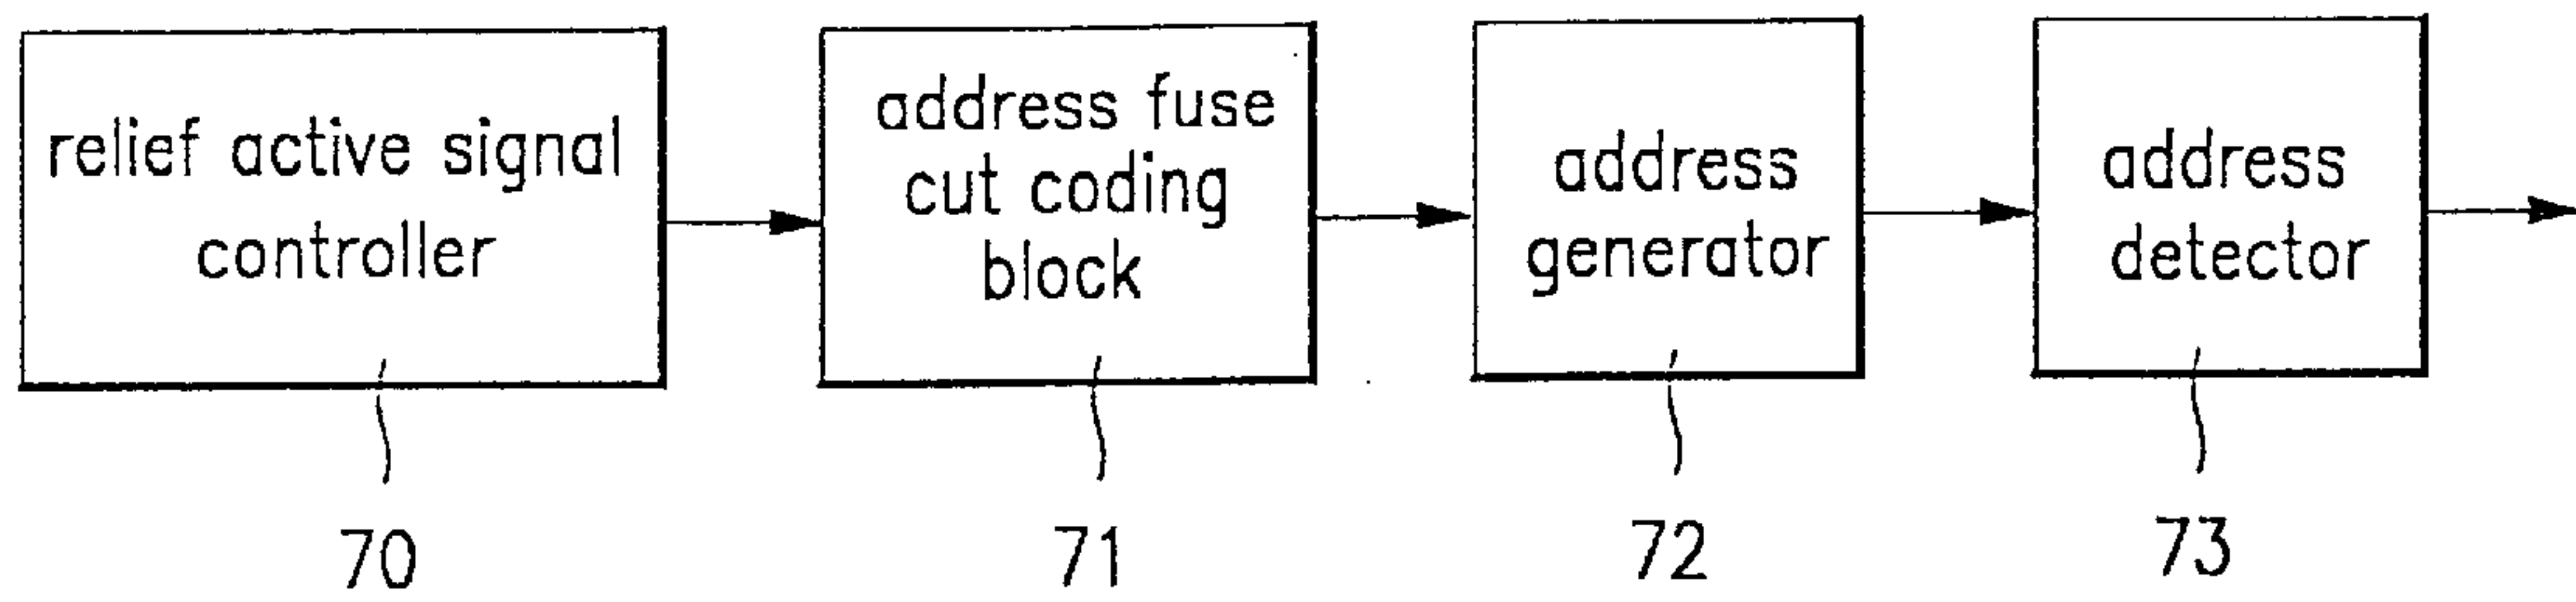 relief active signal
controller
address fuse
cut coding
block
address
generator
address
detector
70
71
72
73